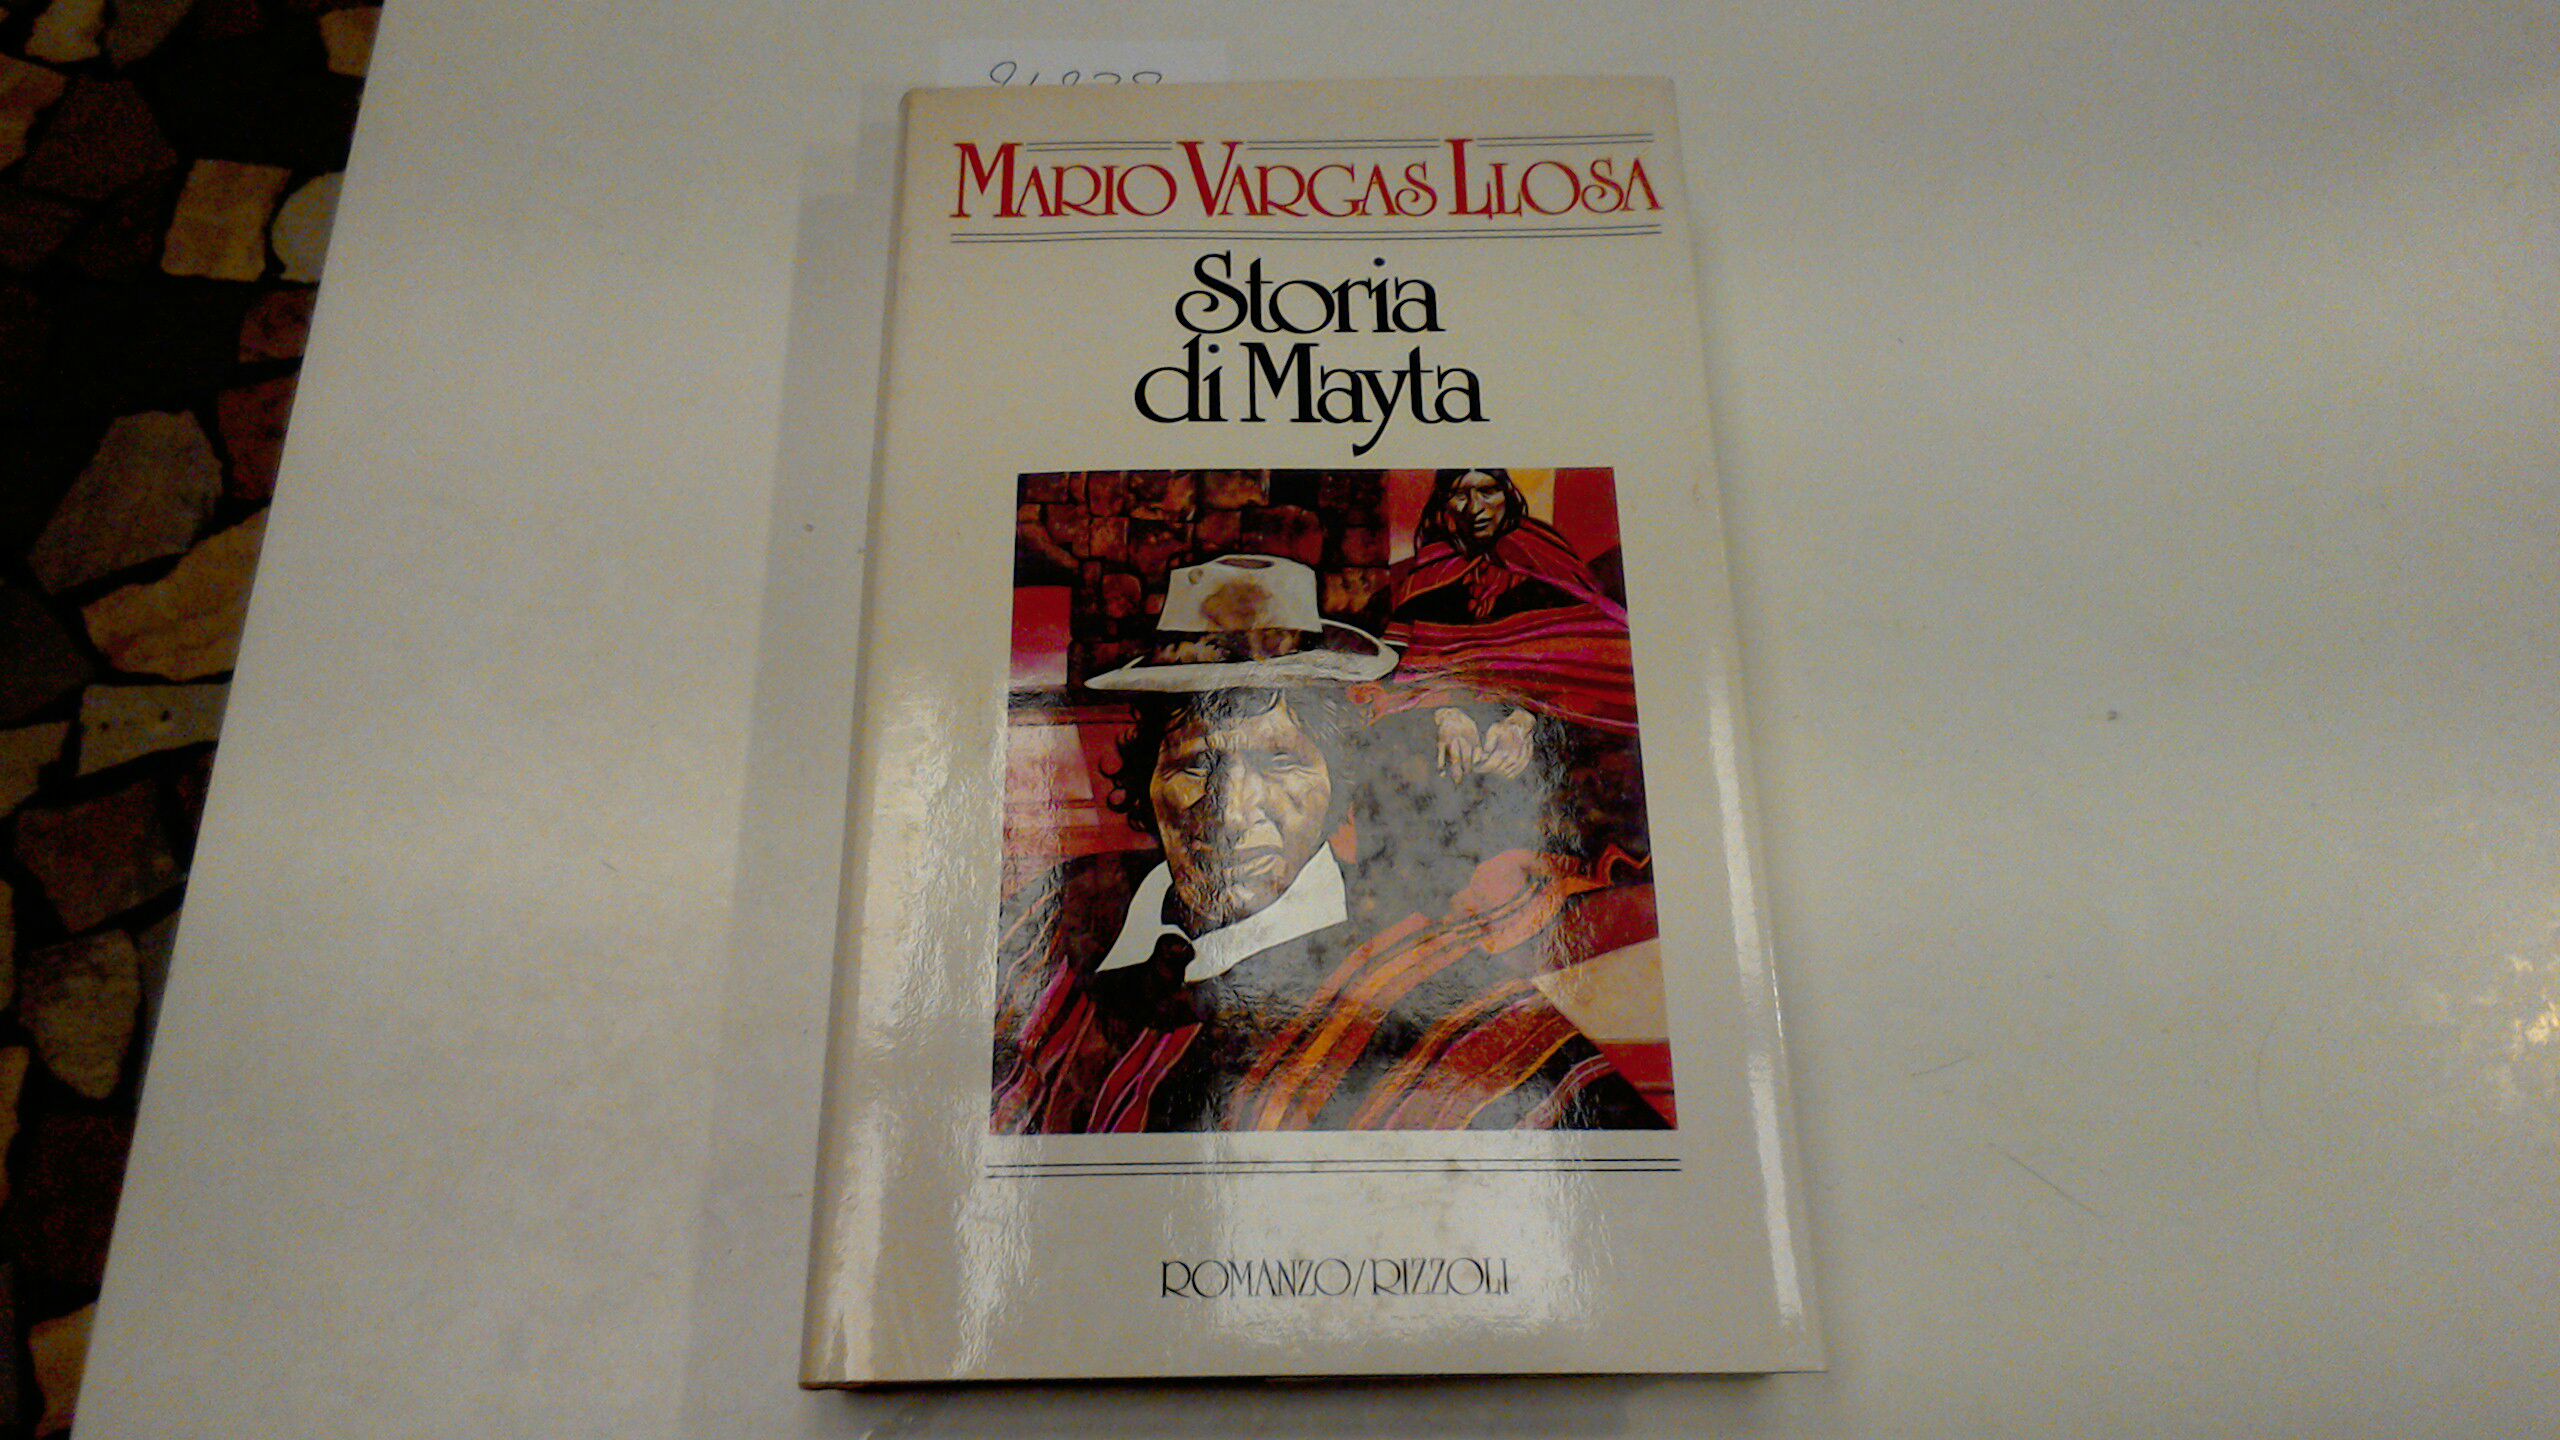 Mario Vargas Llosa
Storia
di Mayta
ROMANZO/RIZZOLI